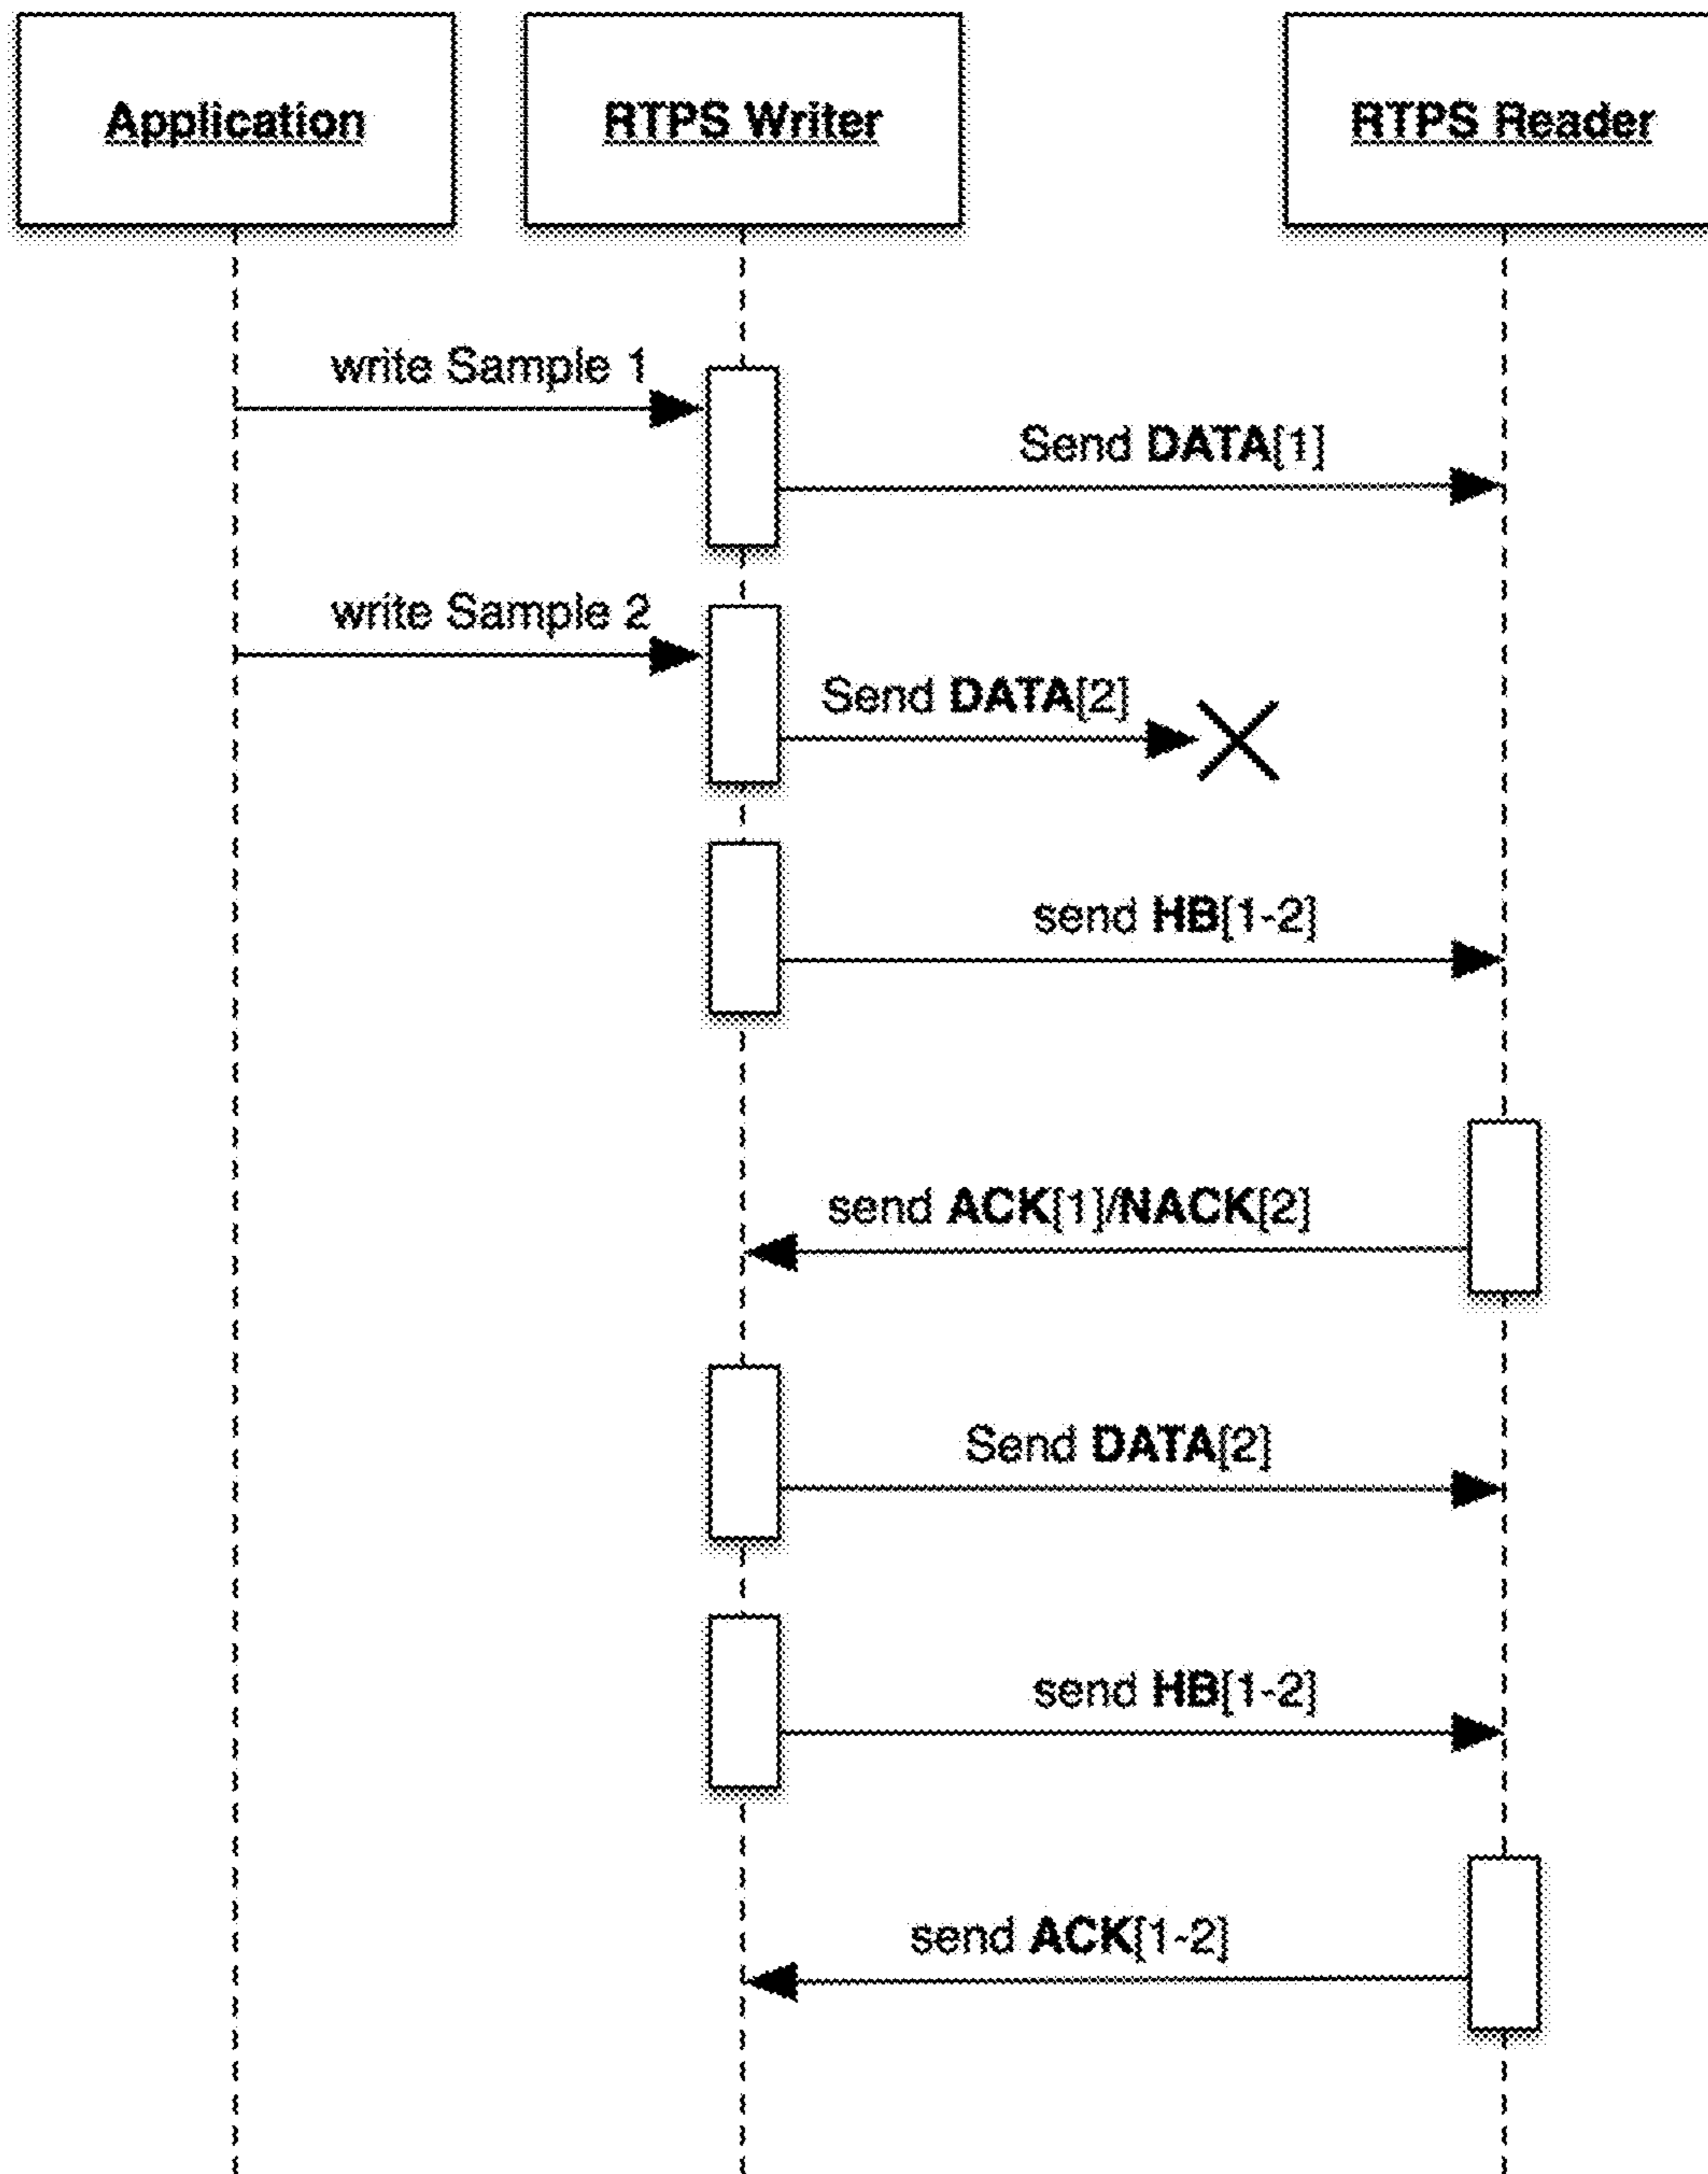 Application
RTPS Writer
RTPS Reader
write Sample 1
Send DATA[1]
write Sample 2
Send DATA[2]
send HB[1-2]
send ACK[1]/NACK[2]
Send DATA[2]
send HB[1-2]
send ACK[1-2]